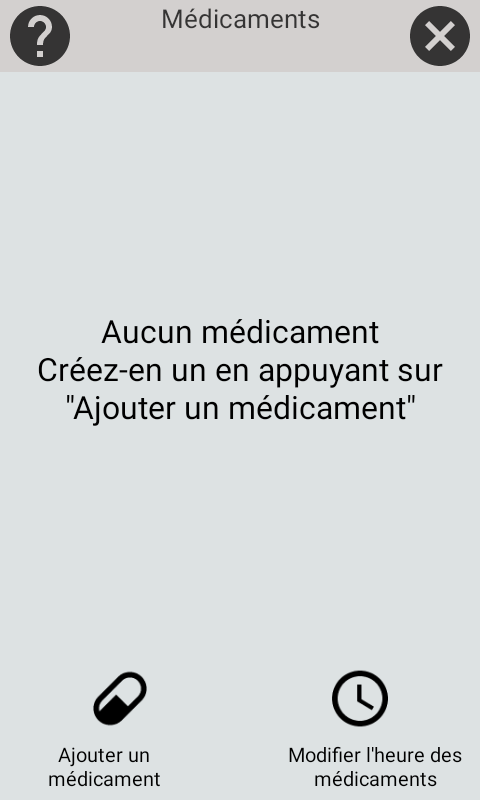 Médicaments
Aucun médicament
Créez-en un en appuyant sur
"Ajouter un médicament"
Ajouter un
médicament
Modifier l'heure des
médicaments